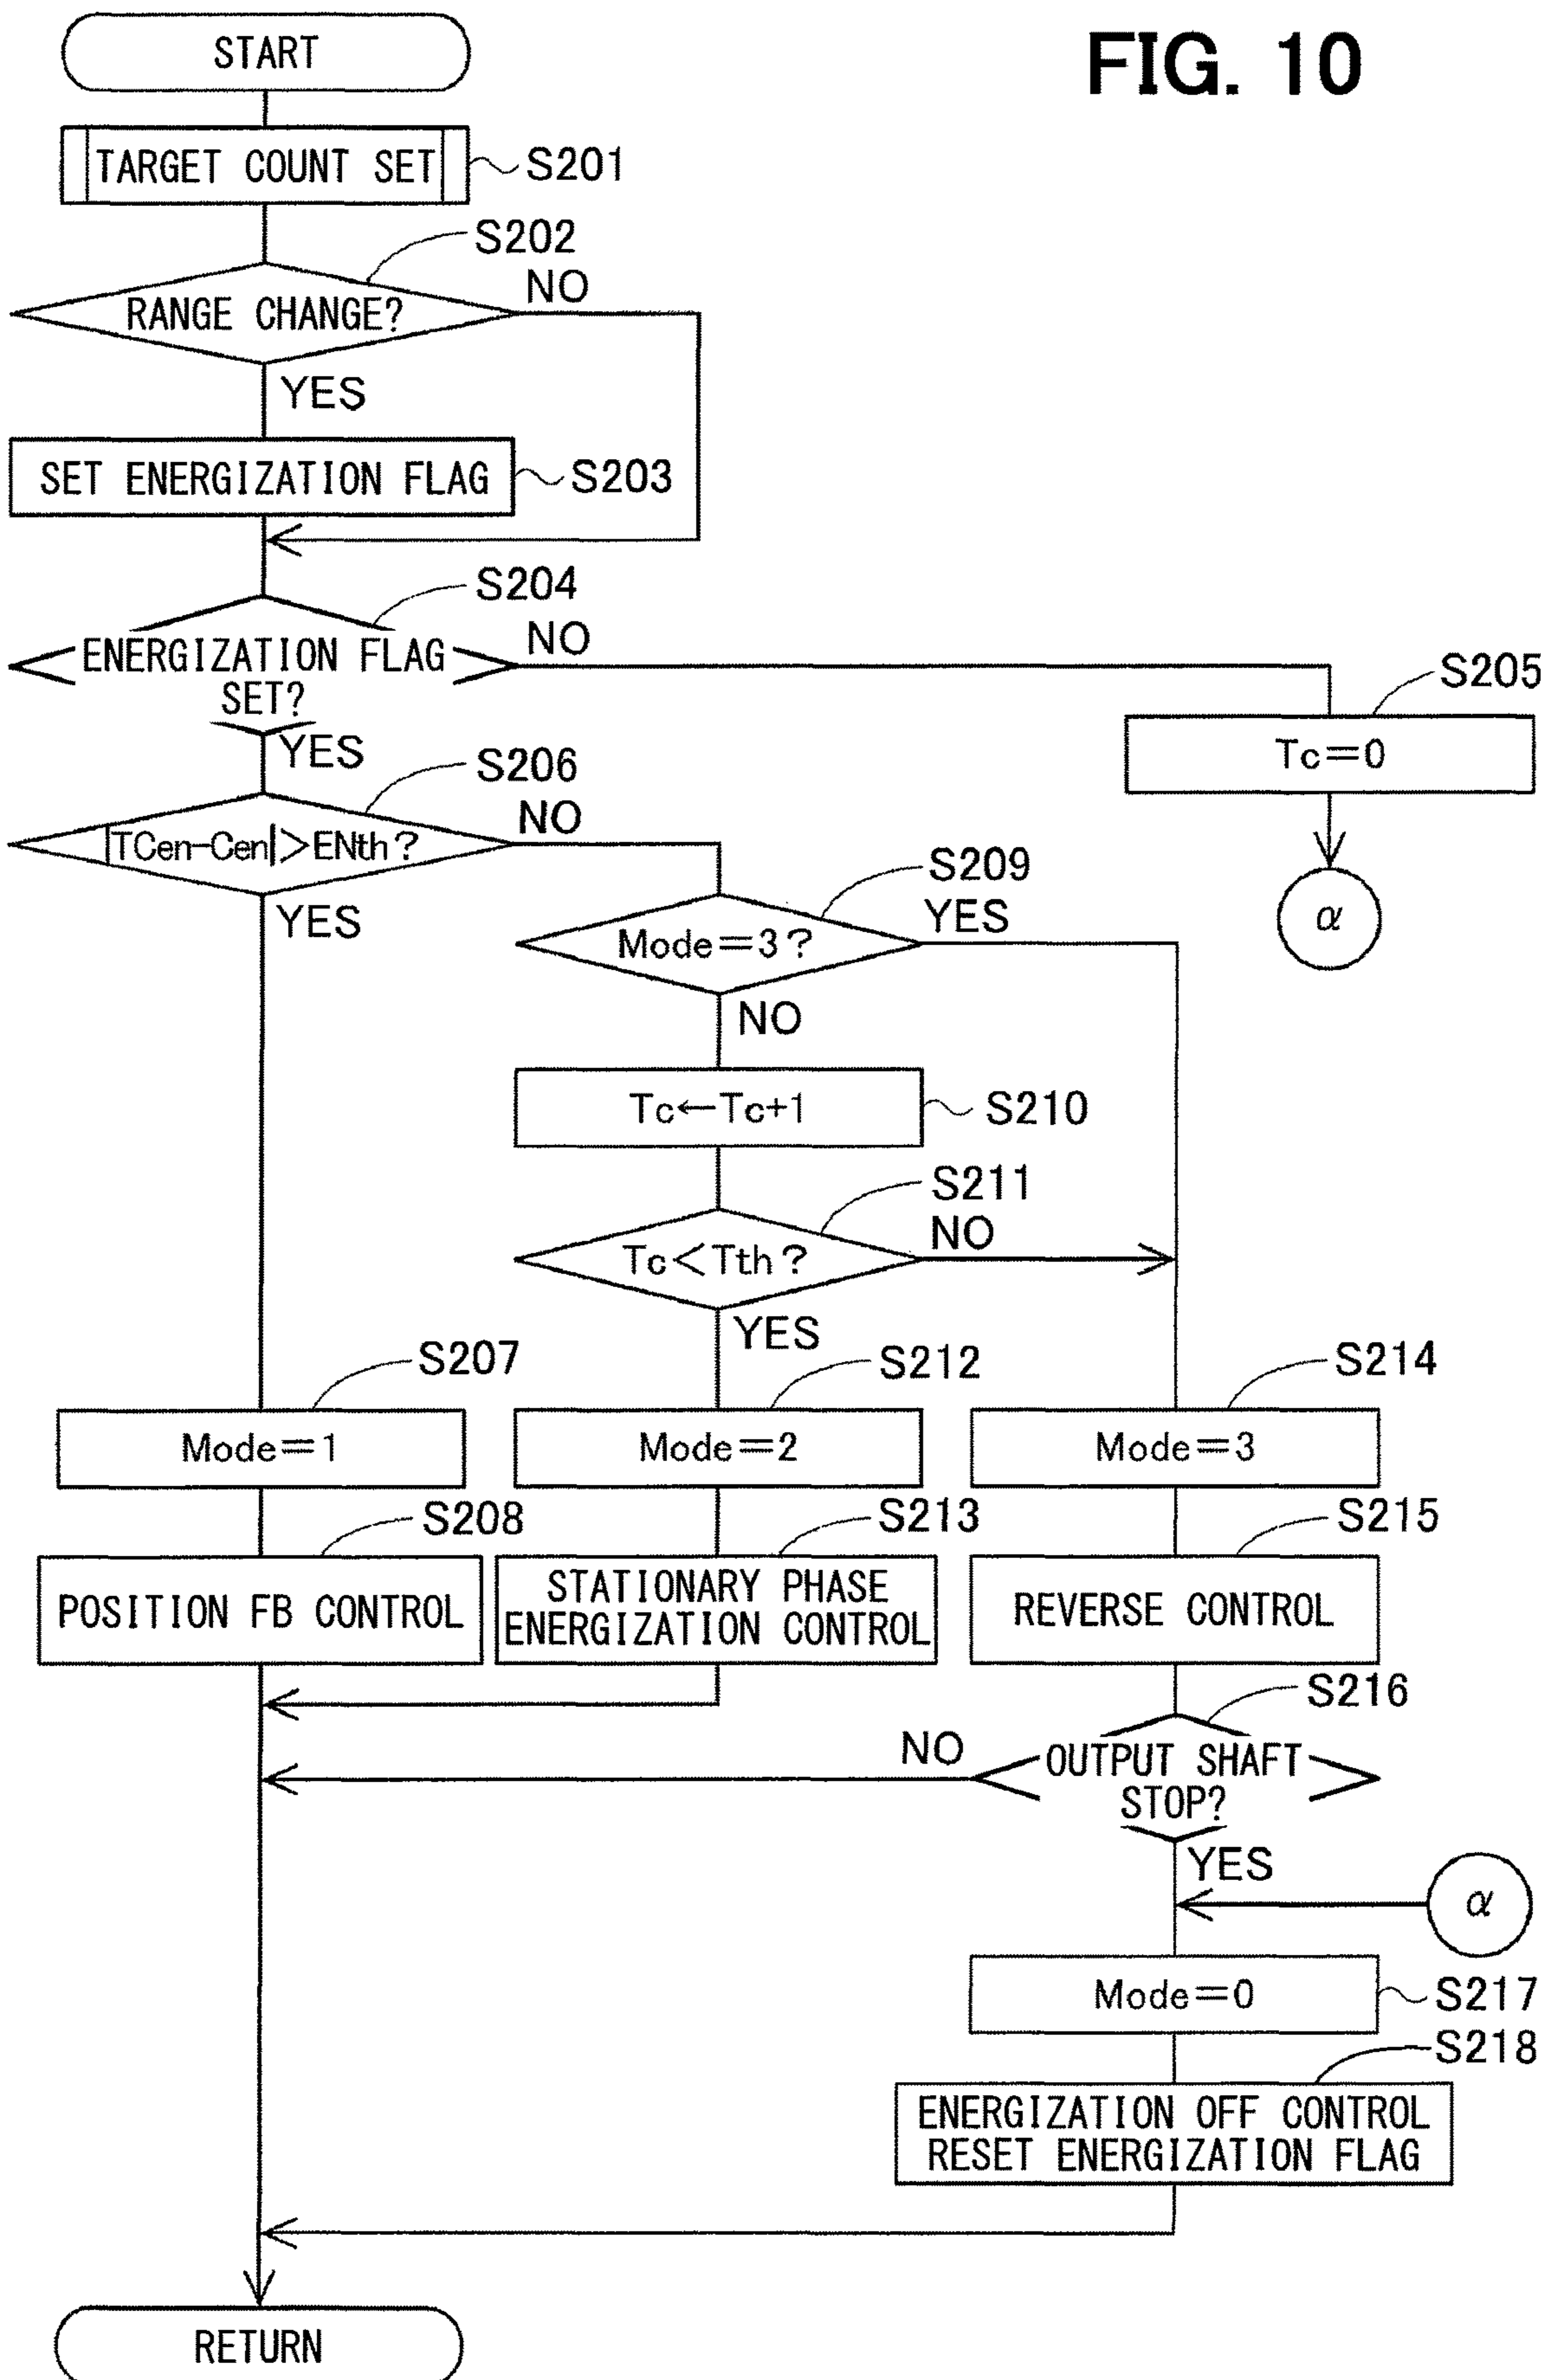 FIG. 10
START
TARGET COUNT SET
S201
S202
RANGE CHANGE?
NO
YES
SET ENERGIZATION FLAG
S203
S204
ENERGIZATION FLAG
SET?
NO
YES
S205
Tc=0
α
S206
|TCen-Cen|>ENth?
NO
YES
S209
Mode=3?
YES
NO
Tc←Tc+1
S210
S211
Tc<Tth?
NO
YES
S207
Mode=1
S212
Mode=2
S214
Mode=3
S208
POSITION FB CONTROL
S213
STATIONARY PHASE
ENERGIZATION CONTROL
S215
REVERSE CONTROL
S216
OUTPUT SHAFT
STOP?
NO
YES
α
Mode=0
S217
S218
ENERGIZATION OFF CONTROL
RESET ENERGIZATION FLAG
RETURN